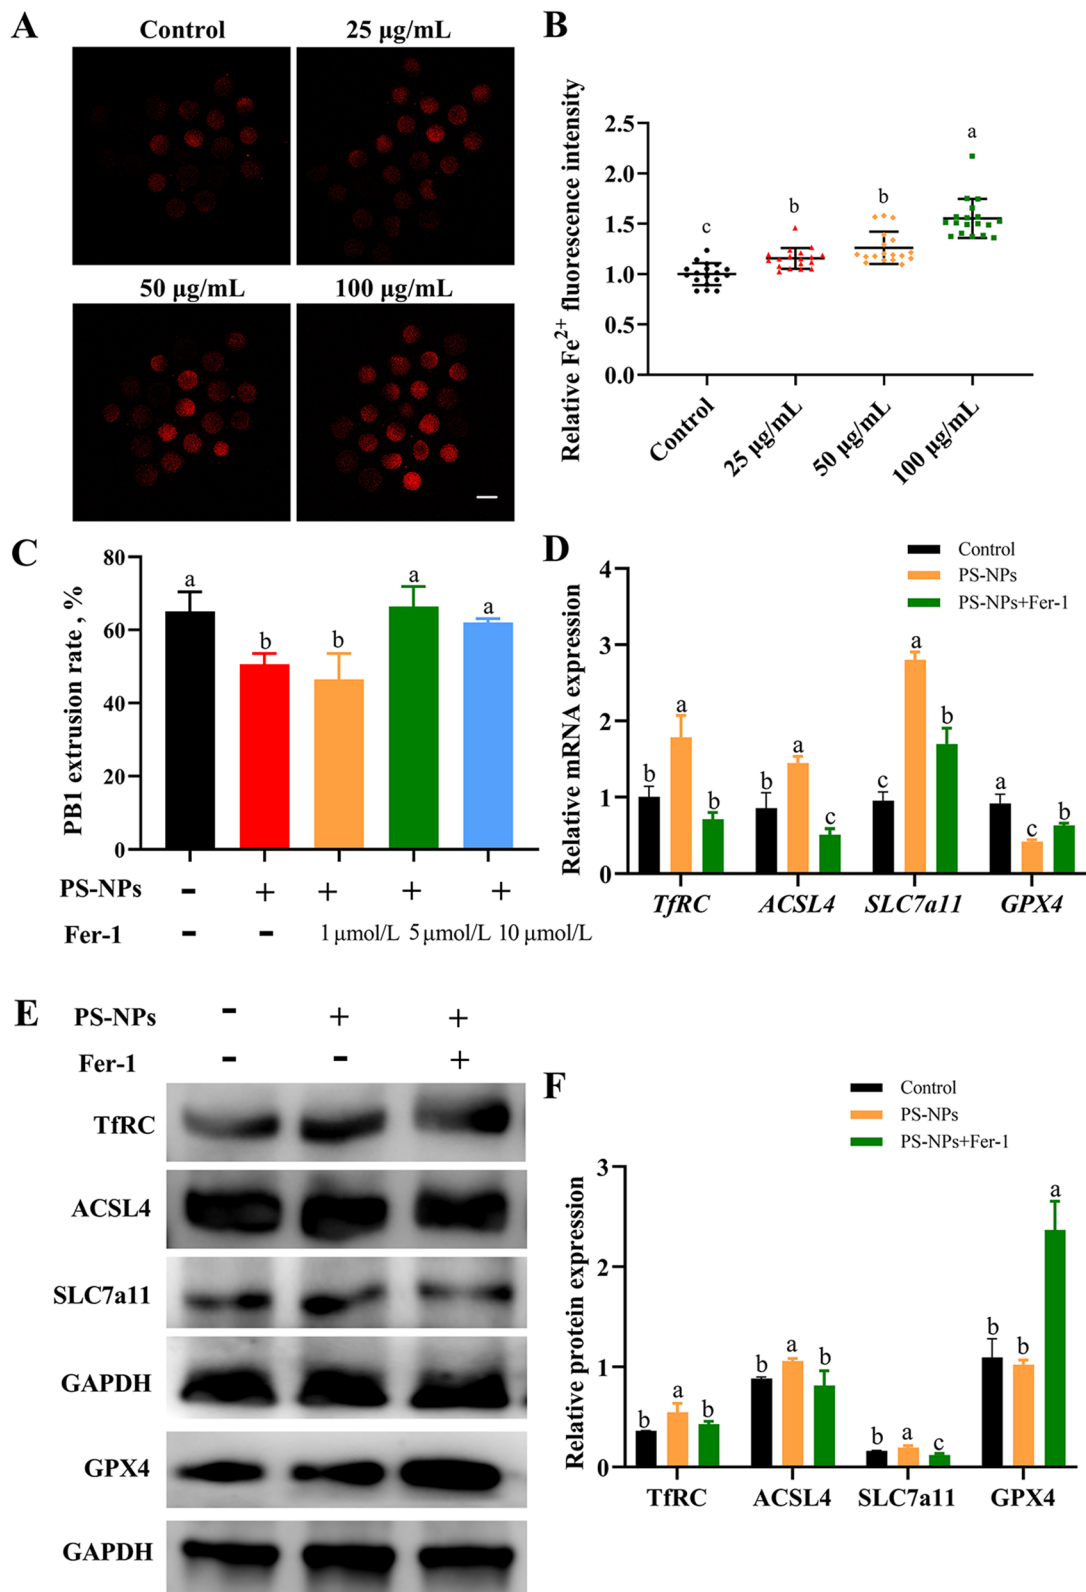 A
Control
25 μg/mL
50 μg/mL
100 μg/mL
B
Relative Fe2+ fluorescence intensity
2.5
2.0
1.5
1.0
0.5
0.0
c
b
b
a
Control
25 μg/mL
50 μg/mL
100 μg/mL
C
PB1 extrusion rate , %
80
60
40
20
0
a
b
b
a
a
PS-NPs - + + + +
Fer-1 - - 1 μmol/L 5 μmol/L 10 μmol/L
D
Control
PS-NPs
PS-NPs+Fer-1
Relative mRNA expression
4
3
2
1
0
b a b
b a c
c a b
a c b
TfRC ACSL4 SLC7a11 GPX4
E
PS-NPs - + +
Fer-1 - - +
TfRC
ACSL4
SLC7a11
GAPDH
GPX4
GAPDH
F
Control
PS-NPs
PS-NPs+Fer-1
Relative protein expression
3
2
1
0
b a b
b a b
b a c
b b a
TfRC ACSL4 SLC7a11 GPX4